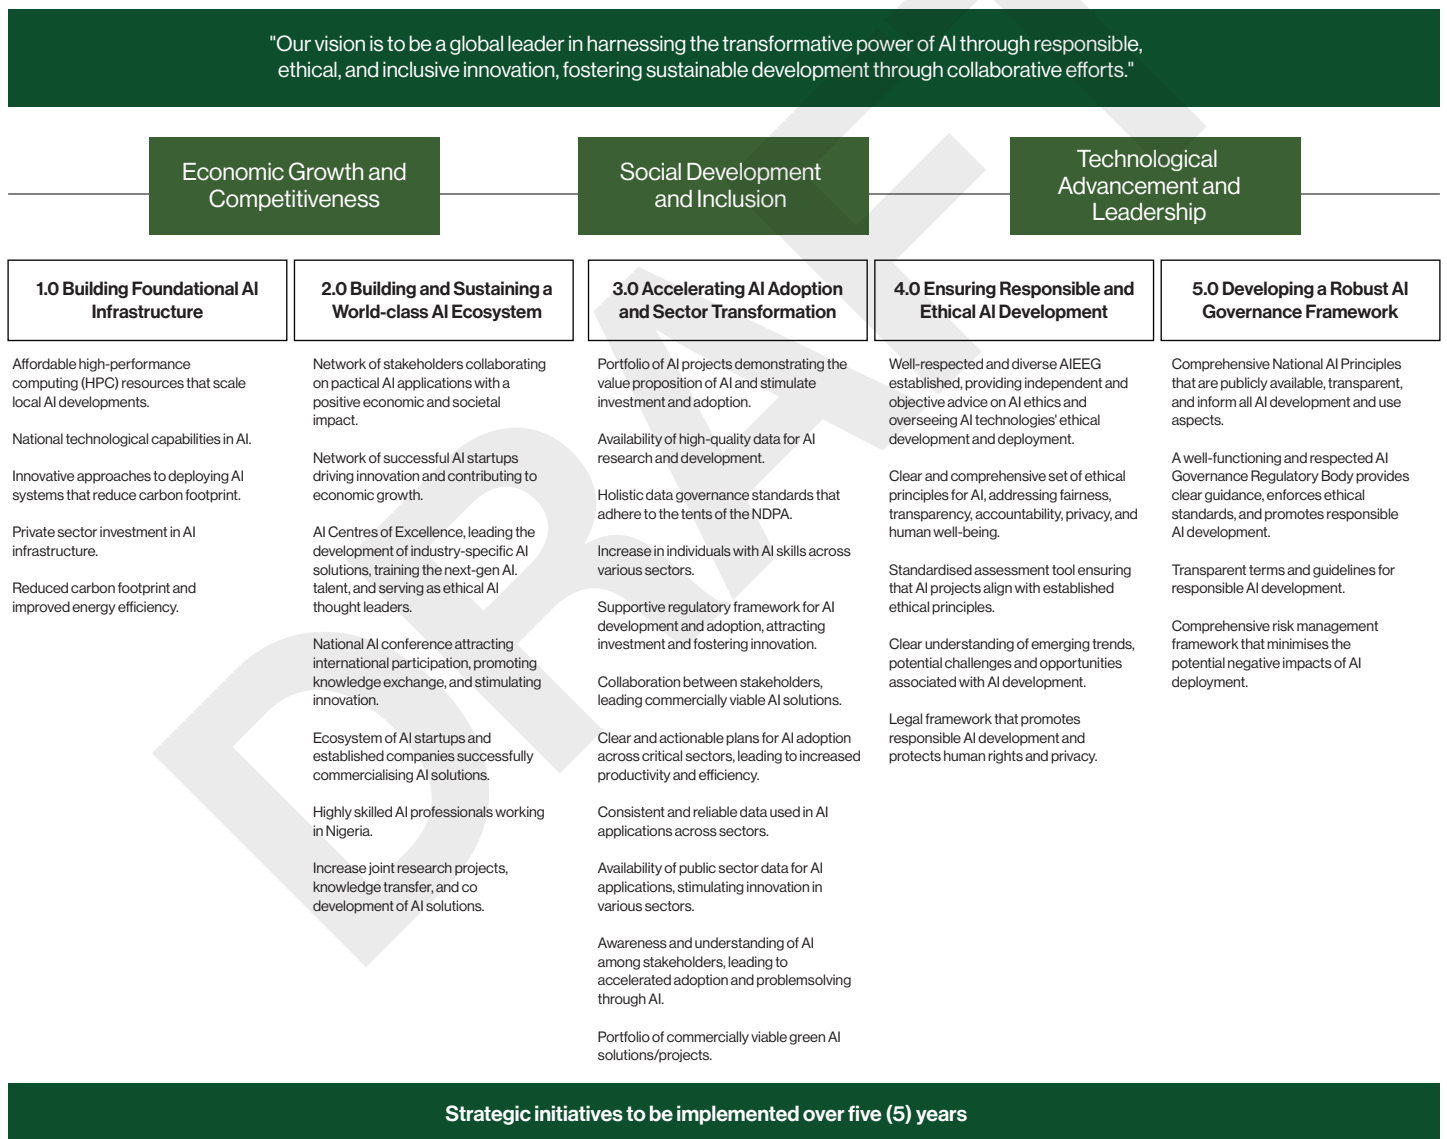 "Our vision is to be a global leader in harnessing the transformative power of AI through responsible,
ethical, and inclusive innovation, fostering sustainable development through collaborative efforts."
Economic Growth and
Competitiveness
Social Development
and Inclusion
Technological
Advancement and
Leadership
1.0 Building Foundational AI
Infrastructure
Affordable high-performance
computing (HPC) resources that scale
local AI developments.
National technological capabilities in AI.
Innovative approaches to deploying AI
systems that reduce carbon footprint.
Private sector investment in AI
infrastructure.
Reduced carbon footprint and
improved energy efficiency.
2.0 Building and Sustaining a
World-class AI Ecosystem
Network of stakeholders collaborating
on pactical AI applications with a
positive economic and societal
impact.
Network of successful AI startups
driving innovation and contributing to
economic growth.
AI Centres of Excellence, leading the
development of industry-specific AI
solutions, training the next-gen AI.
talent, and serving as ethical AI
thought leaders.
National AI conference attracting
international participation, promoting
knowledge exchange, and stimulating
innovation.
Ecosystem of AI startups and
established companies successfully
commercialising AI solutions.
Highly skilled AI professionals working
in Nigeria.
Increase joint research projects,
knowledge transfer, and co
development of AI solutions.
3.0 Accelerating AI Adoption
and Sector Transformation
Portfolio of AI projects demonstrating the
value proposition of AI and stimulate
investment and adoption.
Availability of high-quality data for AI
research and development.
Holistic data governance standards that
adhere to the tents of the NDPA.
Increase in individuals with AI skills across
various sectors.
Supportive regulatory framework for AI
development and adoption, attracting
investment and fostering innovation.
Collaboration between stakeholders,
leading commercially viable AI solutions.
Clear and actionable plans for AI adoption
across critical sectors, leading to increased
productivity and efficiency.
Consistent and reliable data used in AI
applications across sectors.
Availability of public sector data for AI
applications, stimulating innovation in
various sectors.
Awareness and understanding of AI
among stakeholders, leading to
accelerated adoption and problemsolving
through AI.
Portfolio of commercially viable green AI
solutions/projects.
4.0 Ensuring Responsible and
Ethical AI Development
Well-respected and diverse AIEEG
established, providing independent and
objective advice on AI ethics and
overseeing AI technologies' ethical
development and deployment.
Clear and comprehensive set of ethical
principles for AI, addressing fairness,
transparency, accountability, privacy, and
human well-being.
Standardised assessment tool ensuring
that AI projects align with established
ethical principles.
Clear understanding of emerging trends,
potential challenges and opportunities
associated with AI development.
Legal framework that promotes
responsible AI development and
protects human rights and privacy.
5.0 Developing a Robust AI
Governance Framework
Comprehensive National AI Principles
that are publicly available, transparent,
and inform all AI development and use
aspects.
A well-functioning and respected AI
Governance Regulatory Body provides
clear guidance, enforces ethical
standards, and promotes responsible
AI development.
Transparent terms and guidelines for
responsible AI development.
Comprehensive risk management
framework that minimises the
potential negative impacts of AI
deployment.
Strategic initiatives to be implemented over five (5) years
DRAFT